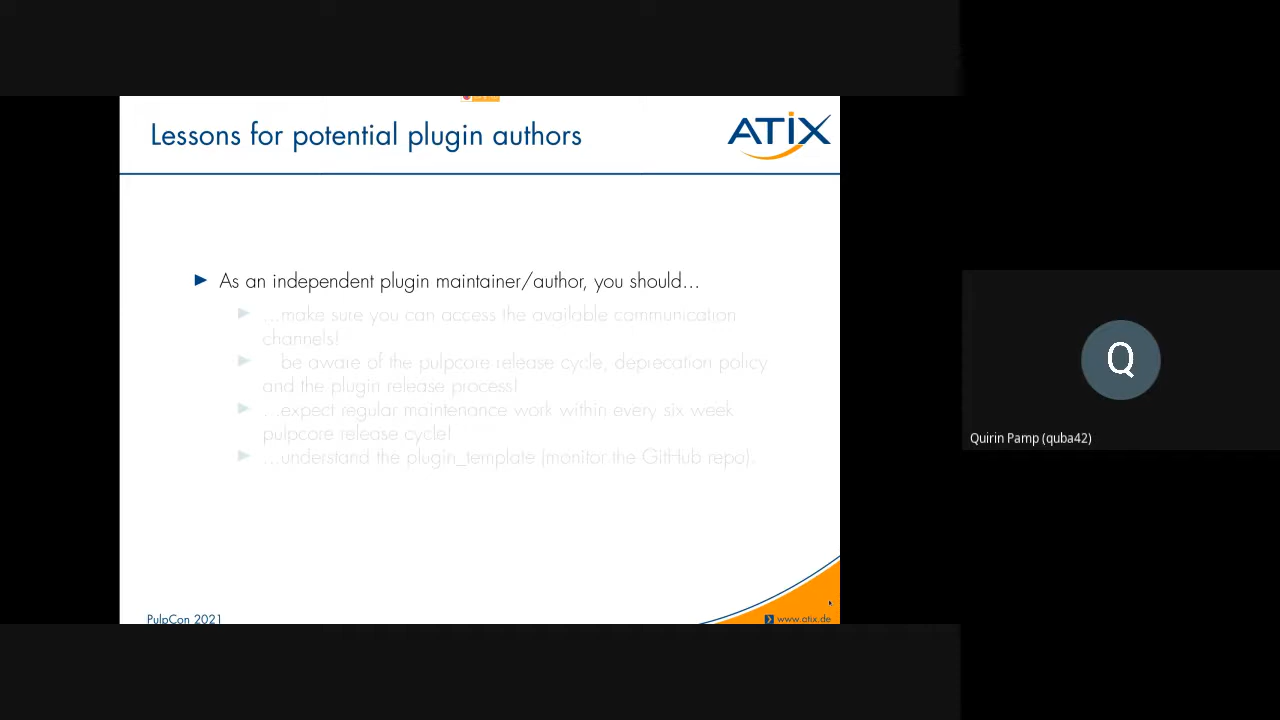 Lessons for potential plugin authors
ATIX
As an independent plugin maintainer/author, you should...
...make sure you can access the available communication
channels!
be aware of the pulpcore release cycle, deprecation policy
and the plugin release process!
...expect regular maintenance work within every six week
pulpcore release cycle!
...understand the plugin_template (monitor the GitHub repo).
Q
Quirin Pamp (quba42)
PulpCon 2021
www.atix.de